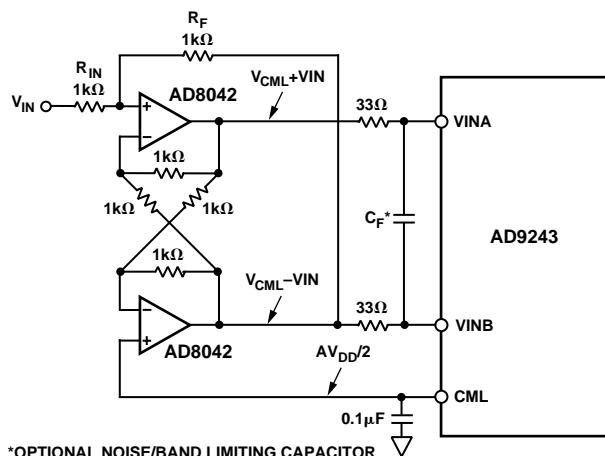 RF
1kΩ
RIN
1kΩ
VIN
AD8042
VCML+VIN
33Ω
VINA
1kΩ
1kΩ
1kΩ
CF*
AD9243
1kΩ
VCML–VIN
33Ω
VINB
AD8042
AVDD/2
CML
0.1μF
*OPTIONAL NOISE/BAND LIMITING CAPACITOR